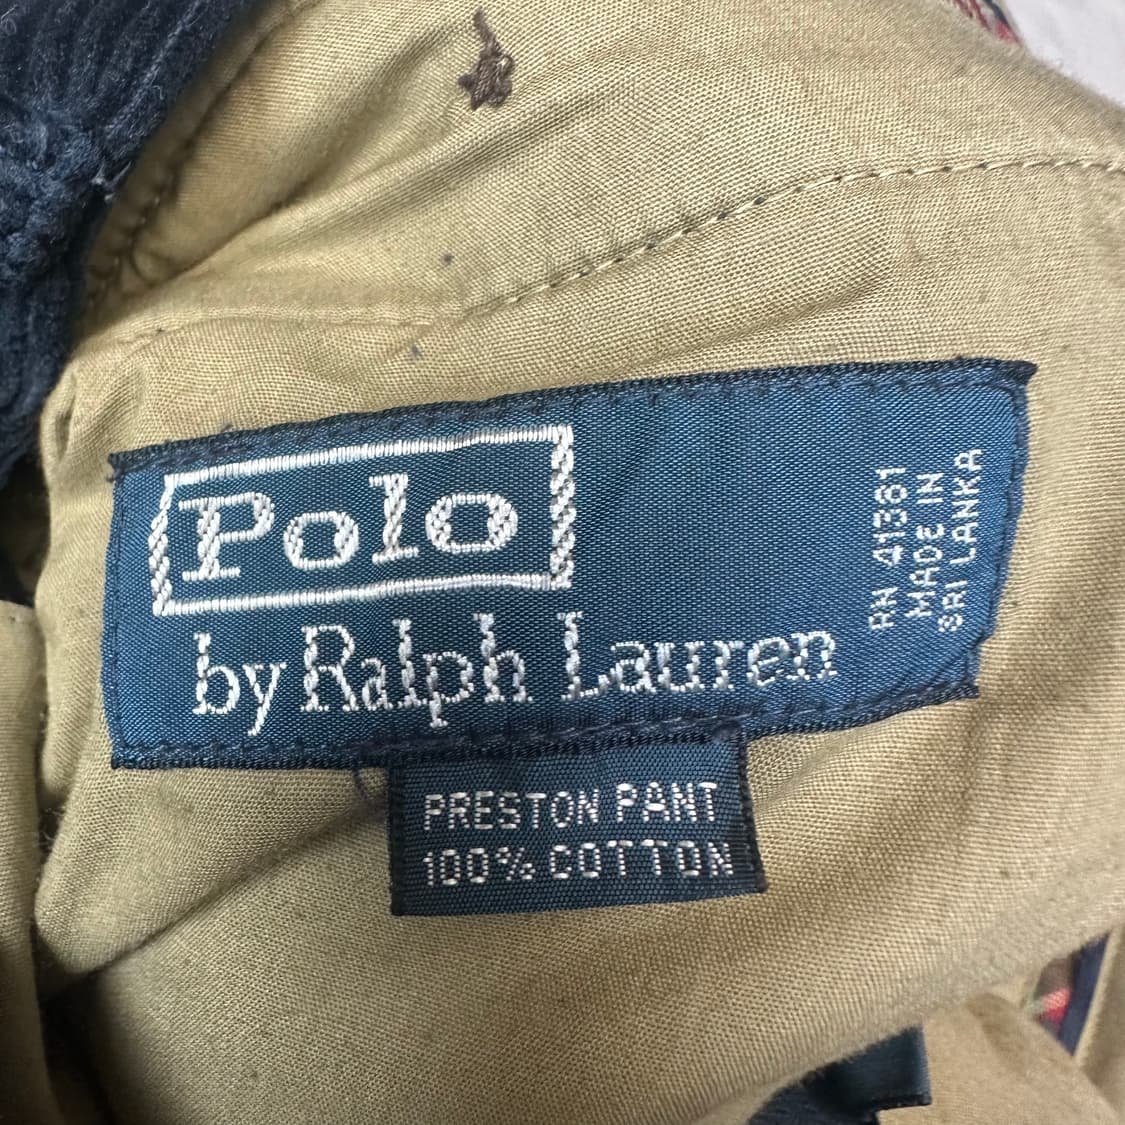 Polo
by Ralph Lauren
RN 41381
MADE IN
SRI LANKA
PRESTON PANT
100% COTTON